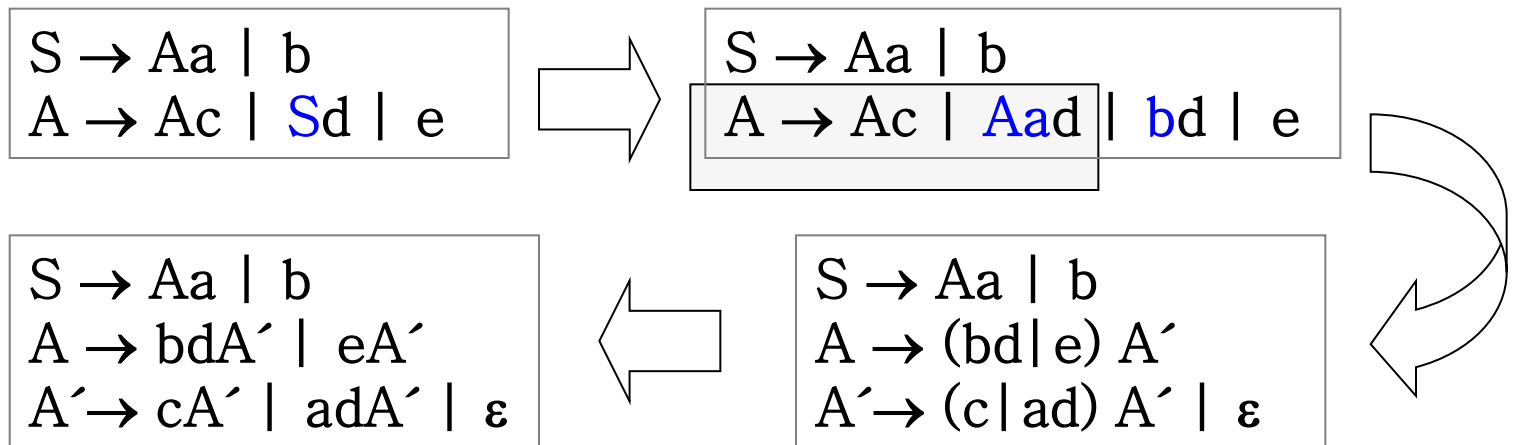 S → Aa | b
A → Ac | Sd | e
S → Aa | b
A → Ac | Aad | bd | e
S → Aa | b
A → (bd|e) A´
A´→ (c|ad) A´ | ε
S → Aa | b
A → bdA´ | eA´
A´→ cA´ | adA´ | ε